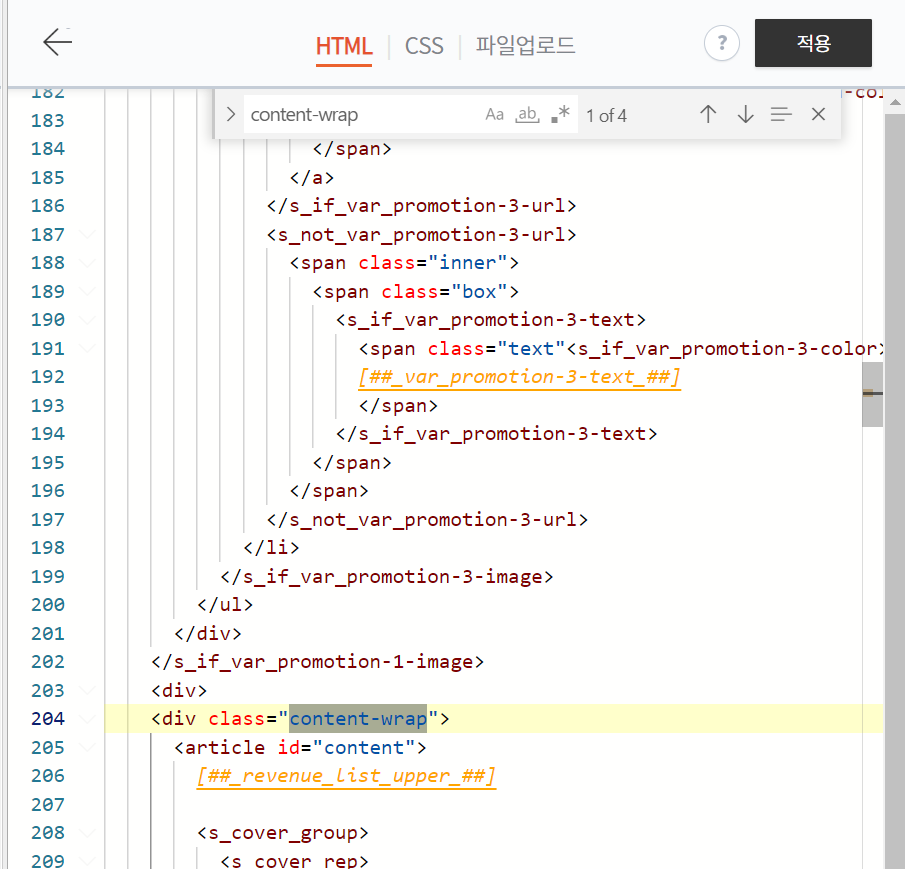 HTML CSS 파일업로드 ? 적용
content-wrap Aa ab .* 1 of 4
182
183
184 </span>
185 </a>
186 </s_if_var_promotion-3-url>
187 <s_not_var_promotion-3-url>
188 <span class="inner">
189 <span class="box">
190 <s_if_var_promotion-3-text>
191 <span class="text"<s_if_var_promotion-3-color>
192 [##_var_promotion-3-text_##]
193 </span>
194 </s_if_var_promotion-3-text>
195 </span>
196 </span>
197 </s_not_var_promotion-3-url>
198 </li>
199 </s_if_var_promotion-3-image>
200 </ul>
201 </div>
202 </s_if_var_promotion-1-image>
203 <div>
204 <div class="content-wrap">
205 <article id="content">
206 [##_revenue_list_upper_##]
207
208 <s_cover_group>
209 <s_cover_rep>